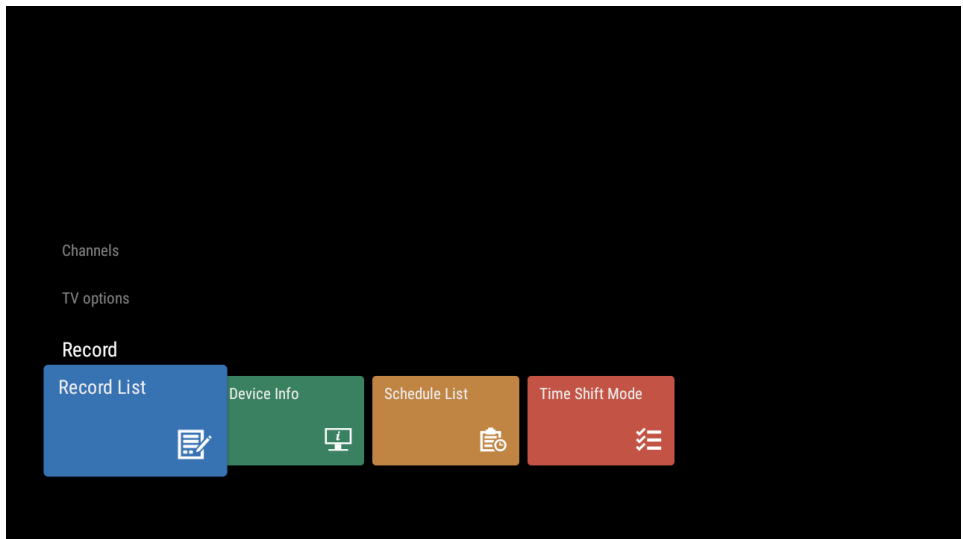 Channels
TV options
Record
Record List
Device Info
Schedule List
Time Shift Mode